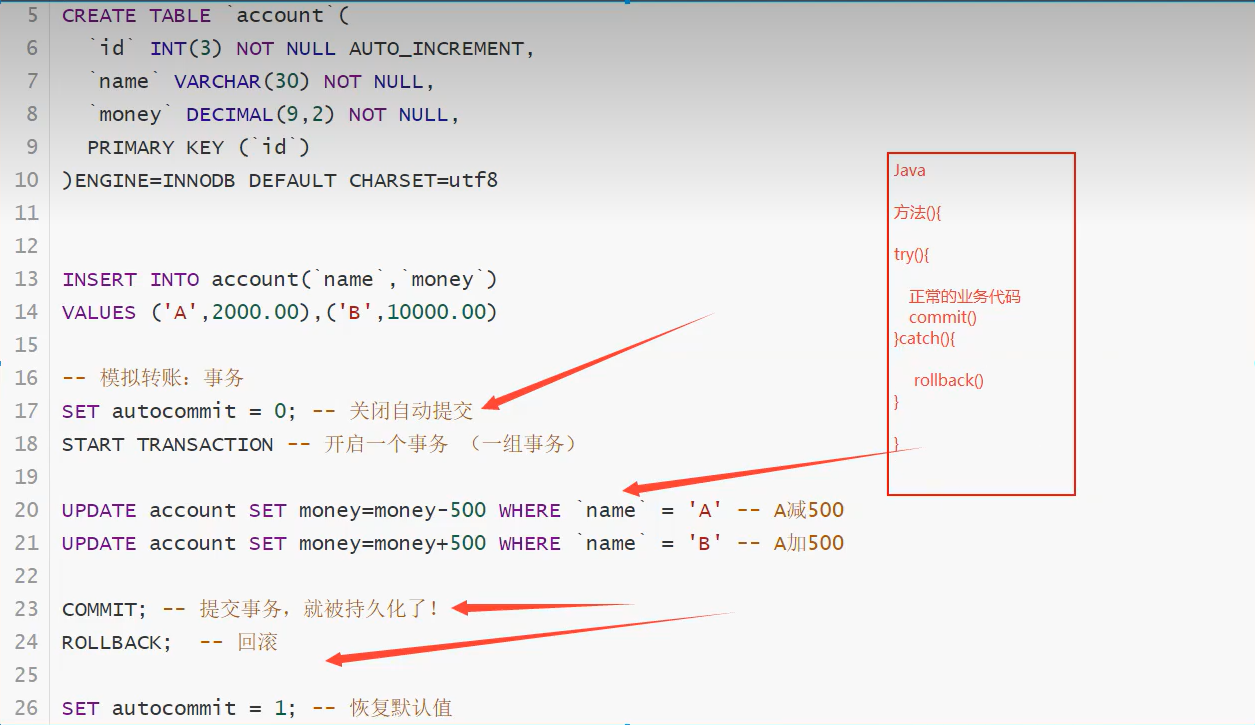 5 CREATE TABLE `account`(
6 `id` INT(3) NOT NULL AUTO_INCREMENT,
7 `name` VARCHAR(30) NOT NULL,
8 `money` DECIMAL(9,2) NOT NULL,
9 PRIMARY KEY (`id`)
10 )ENGINE=INNODB DEFAULT CHARSET=utf8
11
12
13 INSERT INTO account(`name`,`money`)
14 VALUES ('A',2000.00),('B',10000.00)
15
16 -- 模拟转账：事务
17 SET autocommit = 0; -- 关闭自动提交
18 START TRANSACTION -- 开启一个事务 （一组事务）
19
20 UPDATE account SET money=money-500 WHERE `name` = 'A' -- A减500
21 UPDATE account SET money=money+500 WHERE `name` = 'B' -- A加500
22
23 COMMIT; -- 提交事务，就被持久化了！
24 ROLLBACK; -- 回滚
25
26 SET autocommit = 1; -- 恢复默认值
Java
方法(){
try(){
正常的业务代码
commit()
}catch(){
rollback()
}
}